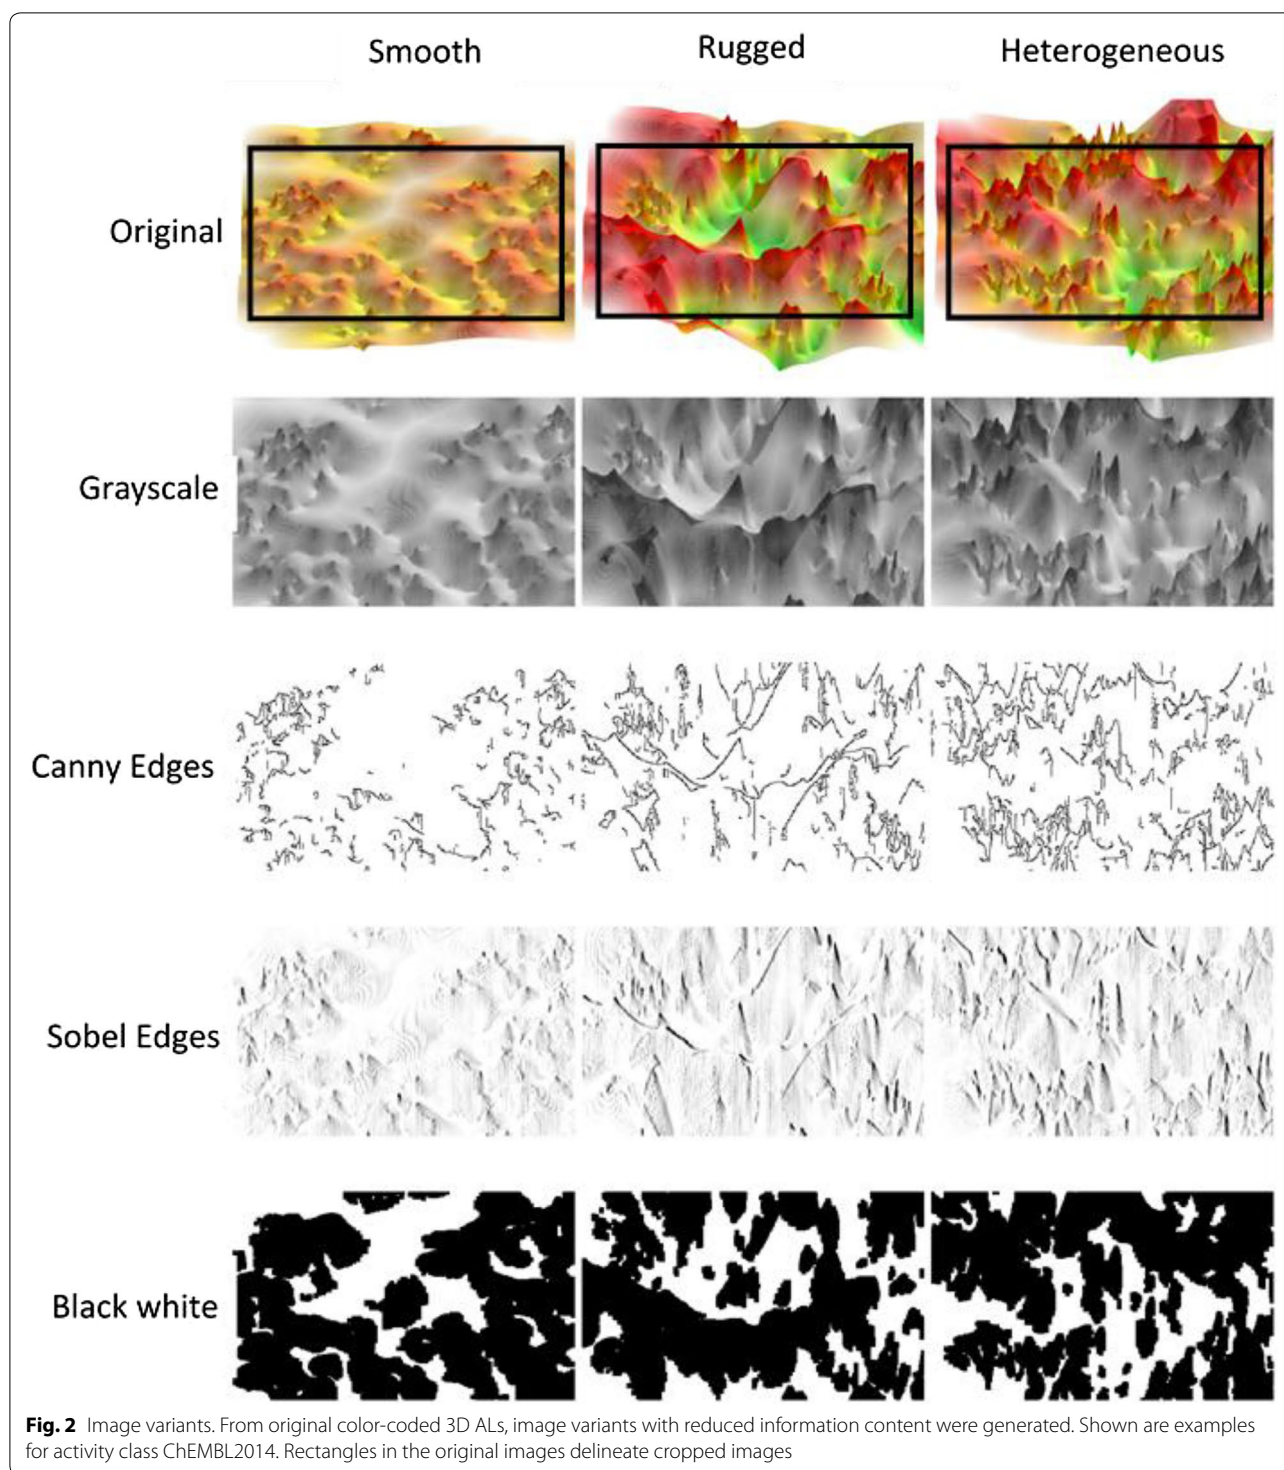 Smooth Rugged Heterogeneous
Original
Grayscale
Canny Edges
Sobel Edges
Black white
Fig. 2 Image variants. From original color-coded 3D ALs, image variants with reduced information content were generated. Shown are examples
for activity class ChEMBL2014. Rectangles in the original images delineate cropped images